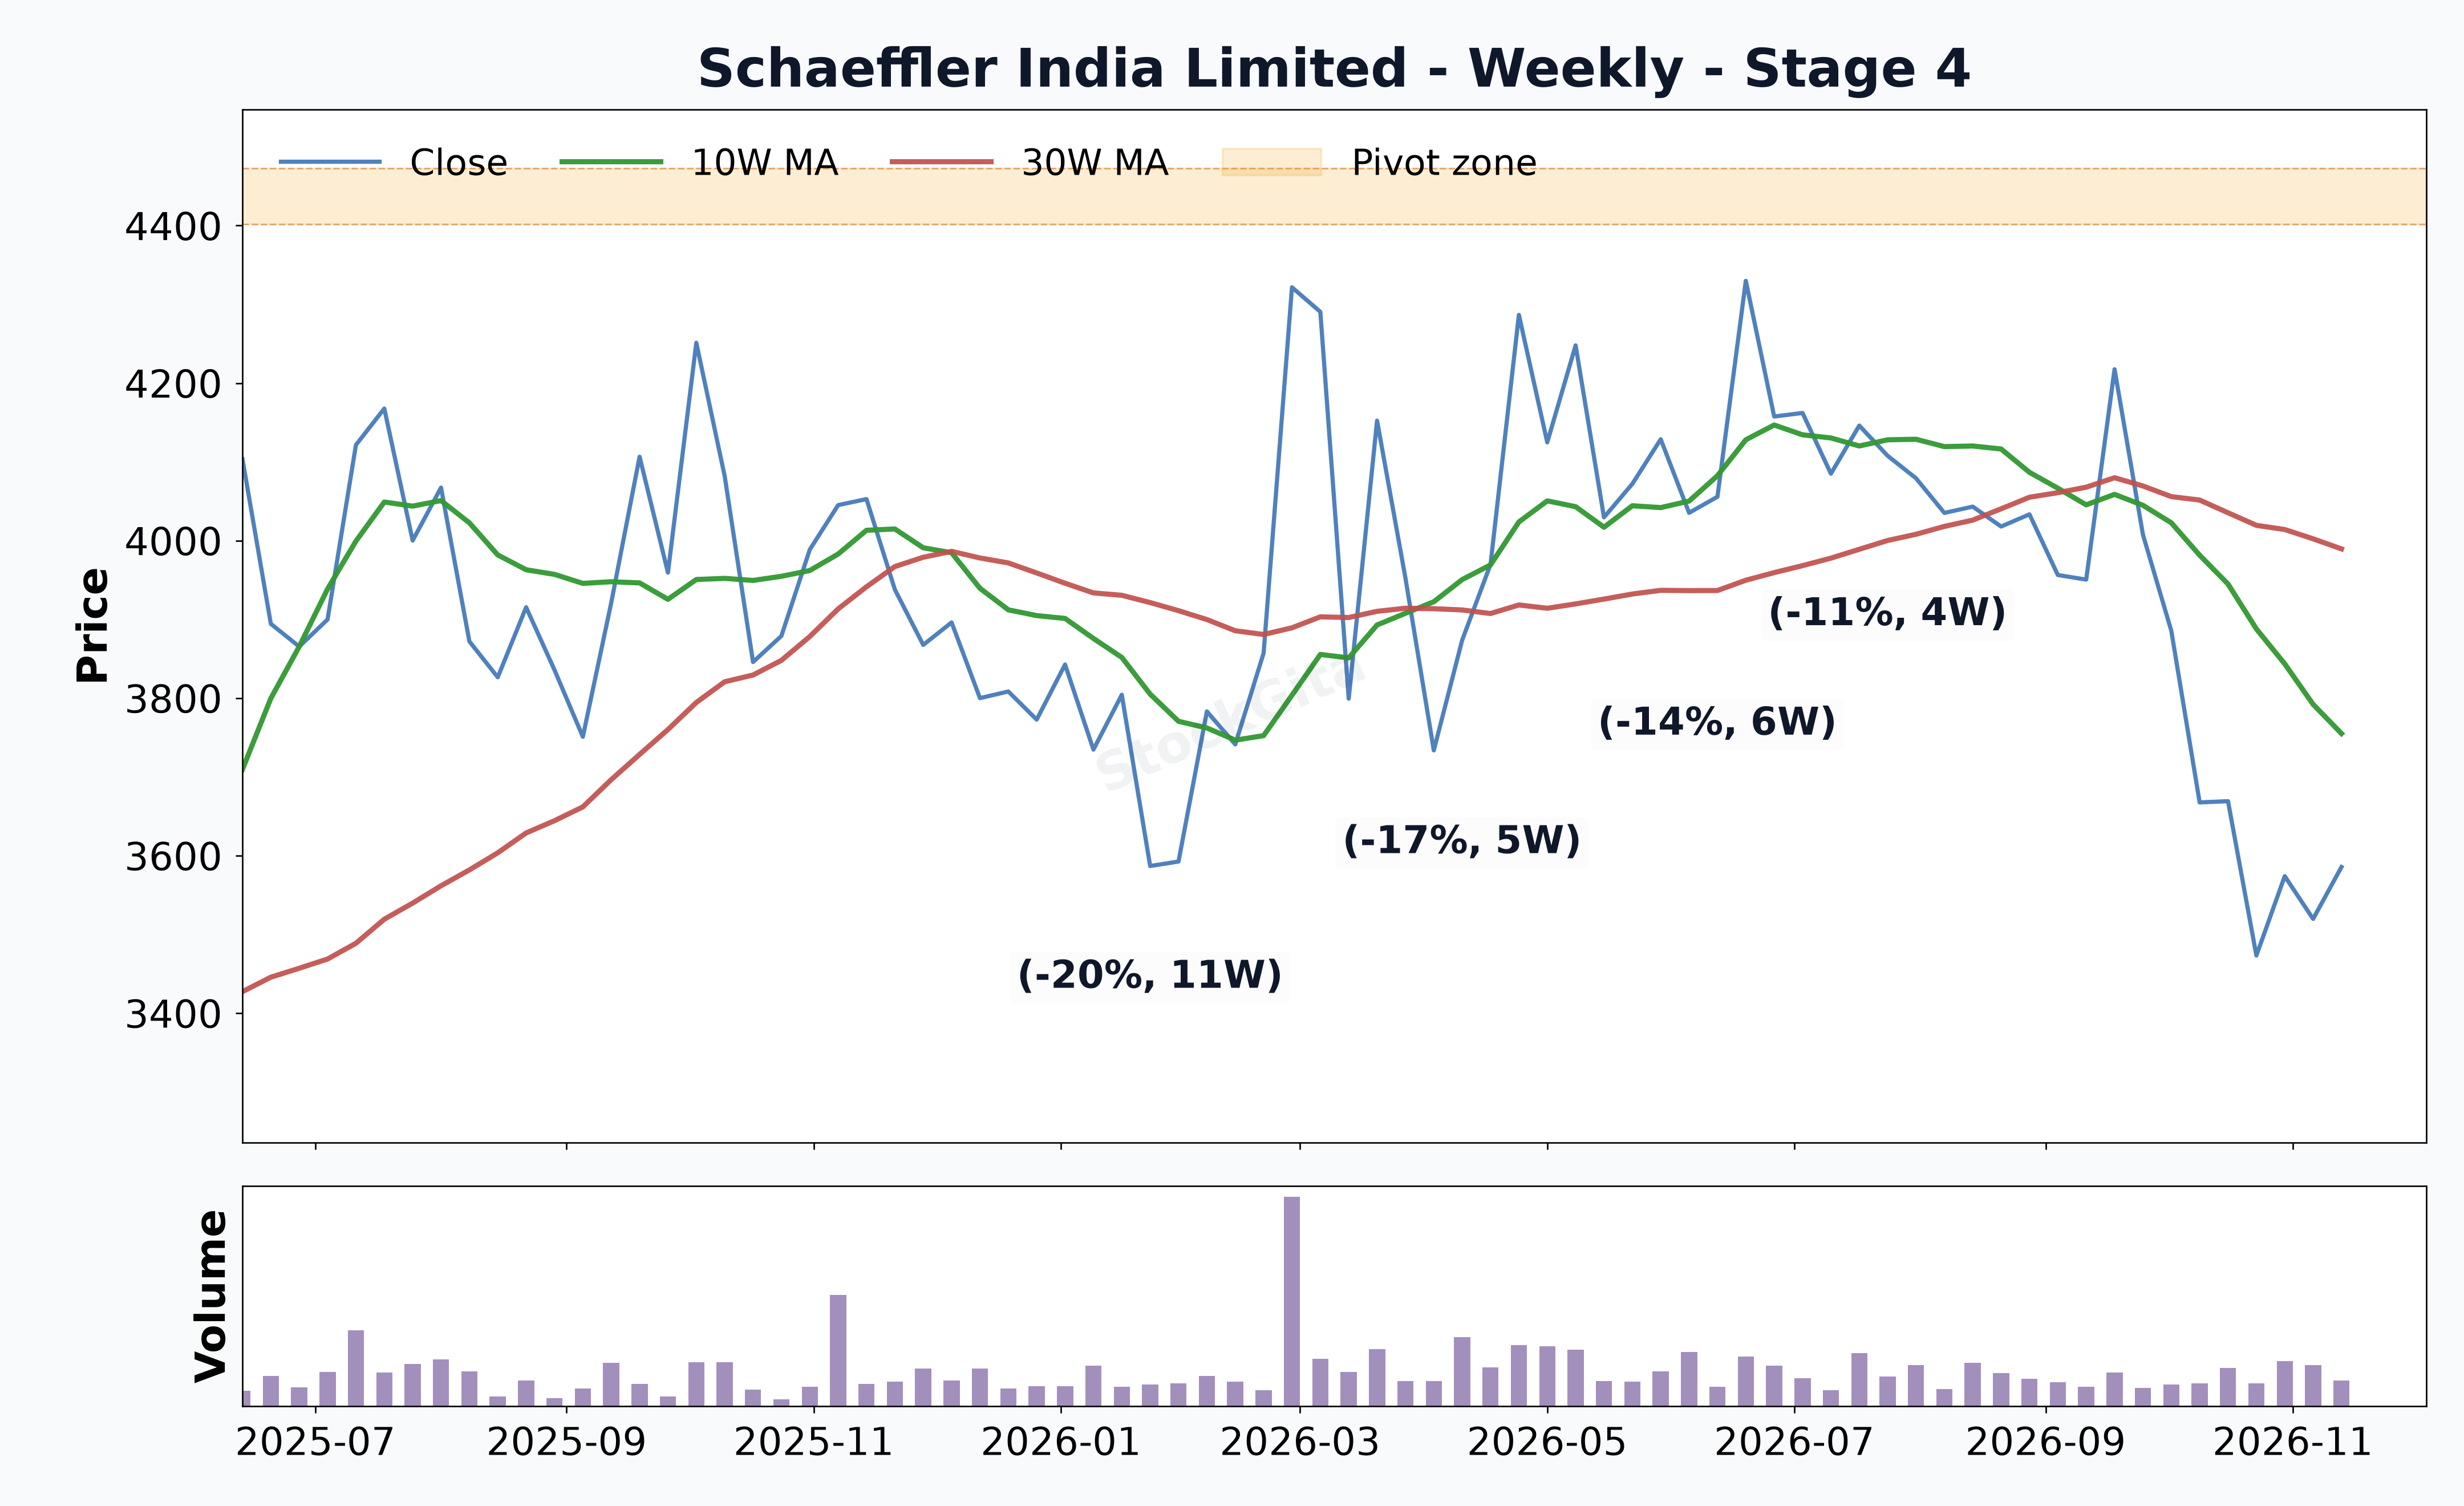 Schaeffler India Limited - Weekly - Stage 4
Close 10W MA 30W MA Pivot zone
Price
4400
4200
4000
3800
3600
3400
(-11%, 4W)
(-14%, 6W)
(-17%, 5W)
(-20%, 11W)
StockGita
Volume
2025-07 2025-09 2025-11 2026-01 2026-03 2026-05 2026-07 2026-09 2026-11